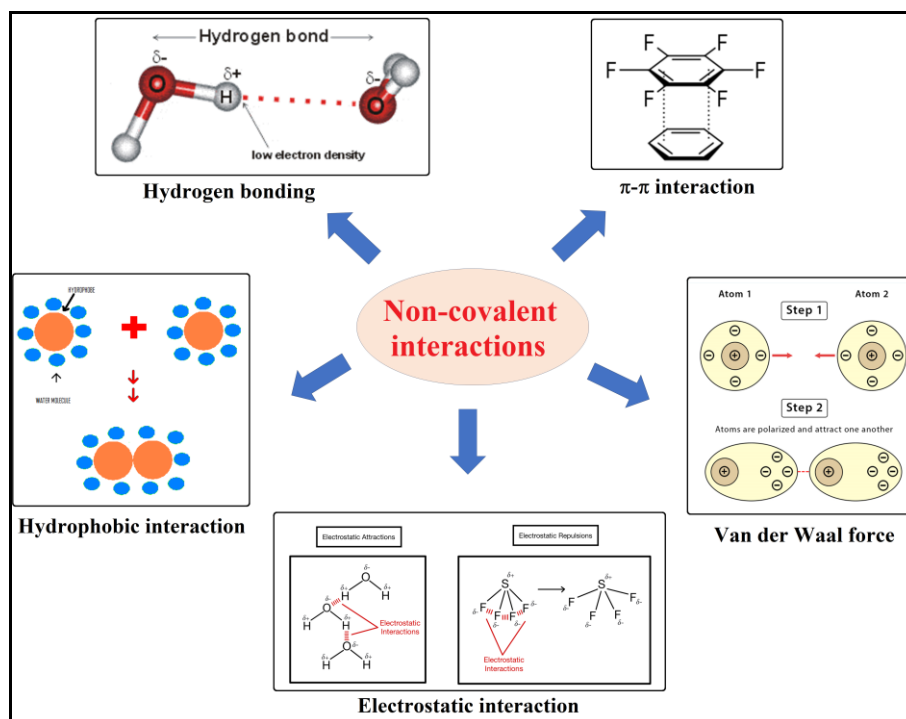 Hydrogen bond
δ- δ+ δ-
O H O
low electron density
Hydrogen bonding
F F
F F
F F
π-π interaction
Non-covalent
interactions
HYDROPHOBE
+
WATER MOLECULE
Hydrophobic interaction
Atom 1 Atom 2
Step 1
- - - - + - - - - +
Step 2
Atoms are polarized and attract one another
+ - - - - + - - - -
Van der Waal force
Electrostatic Attractions
δ-
O
δ+ H H δ+
δ-
O
δ+ H H δ+
O δ-
δ+ H H δ+
Electrostatic
Interactions
Electrostatic Repulsions
δ+ S
F F F F
δ- δ- δ- δ-
Electrostatic
Interactions
δ+ S
F F F F
δ- δ- δ- δ-
Electrostatic interaction